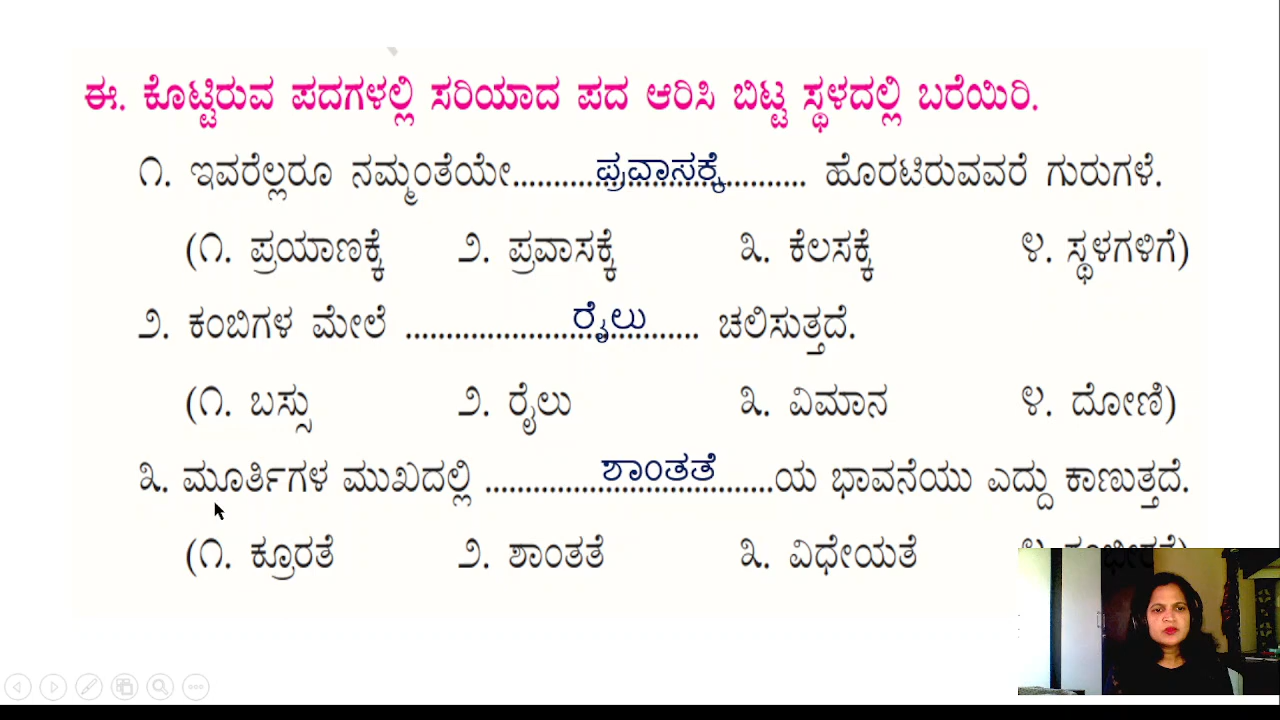 ಈ. ಕೊಟ್ಟಿರುವ ಪದಗಳಲ್ಲಿ ಸರಿಯಾದ ಪದ ಆರಿಸಿ ಬಿಟ್ಟ ಸ್ಥಳದಲ್ಲಿ ಬರೆಯಿರಿ.
೧. ಇವರೆಲ್ಲರೂ ನಮ್ಮಂತೆಯೇ..........ಪ್ರವಾಸಕ್ಕೆ.......... ಹೊರಟಿರುವವರೆ ಗುರುಗಳೆ.
(೧. ಪ್ರಯಾಣಕ್ಕೆ ೨. ಪ್ರವಾಸಕ್ಕೆ ೩. ಕೆಲಸಕ್ಕೆ ೪. ಸ್ಥಳಗಳಿಗೆ)
೨. ಕಂಬಿಗಳ ಮೇಲೆ ....................ರೈಲು...... ಚಲಿಸುತ್ತದೆ.
(೧. ಬಸ್ಸು ೨. ರೈಲು ೩. ವಿಮಾನ ೪. ದೋಣಿ)
೩. ಮೂರ್ತಿಗಳ ಮುಖದಲ್ಲಿ ..............ಶಾಂತತೆ.......ಯ ಭಾವನೆಯು ಎದ್ದು ಕಾಣುತ್ತದೆ.
(೧. ಕ್ರೂರತೆ ೨. ಶಾಂತತೆ ೩. ವಿಧೇಯತೆ